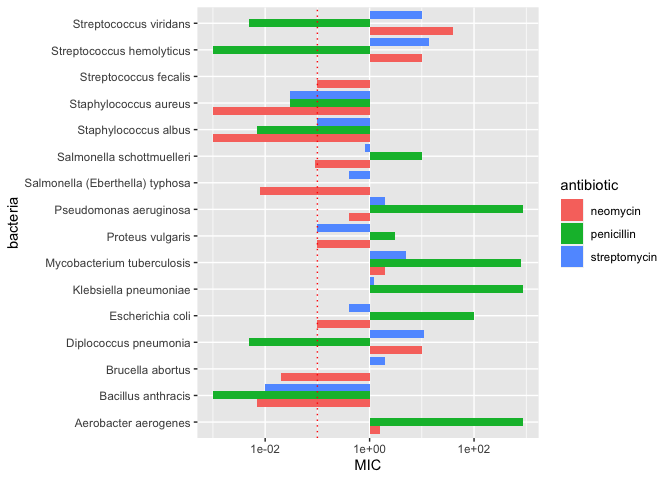 Streptococcus viridans
Streptococcus hemolyticus
Streptococcus fecalis
Staphylococcus aureus
Staphylococcus albus
Salmonella schottmuelleri
Salmonella (Eberthella) typhosa
Pseudomonas aeruginosa
Proteus vulgaris
Mycobacterium tuberculosis
Klebsiella pneumoniae
Escherichia coli
Diplococcus pneumonia
Brucella abortus
Bacillus anthracis
Aerobacter aerogenes
bacteria
1e-02 1e+00 1e+02
MIC
antibiotic
neomycin
penicillin
streptomycin